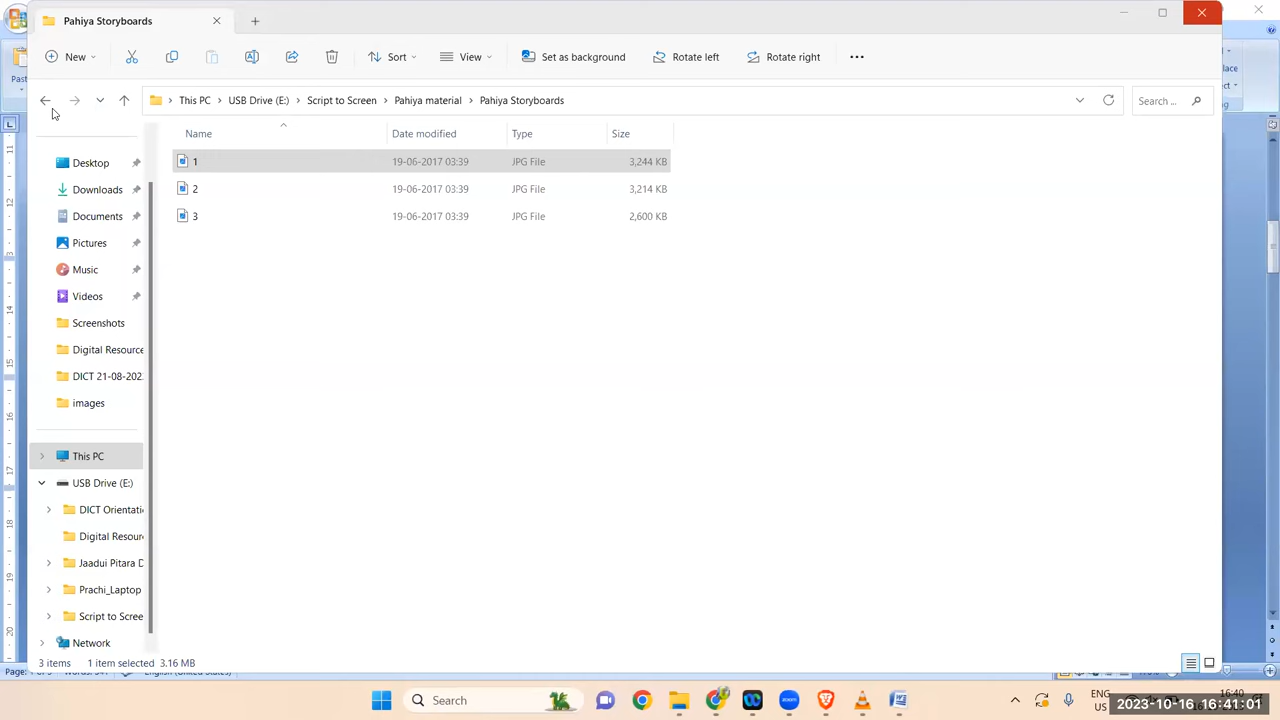 Pahiya Storyboards
New
Sort
View
Set as background
Rotate left
Rotate right
This PC > USB Drive (E:) > Script to Screen > Pahiya material > Pahiya Storyboards
Search ...
Paste
Name Date modified Type Size
1 19-06-2017 03:39 JPG File 3,244 KB
2 19-06-2017 03:39 JPG File 3,214 KB
3 19-06-2017 03:39 JPG File 2,600 KB
Desktop
Downloads
Documents
Pictures
Music
Videos
Screenshots
Digital Resource
DICT 21-08-202
images
This PC
USB Drive (E:)
DICT Orientati
Digital Resour
Jaadui Pitara D
Prachi_Laptop
Script to Scree
Network
3 items 1 item selected 3.16 MB
Search
ENG
US
16:40
2023-10-16 16:41:01